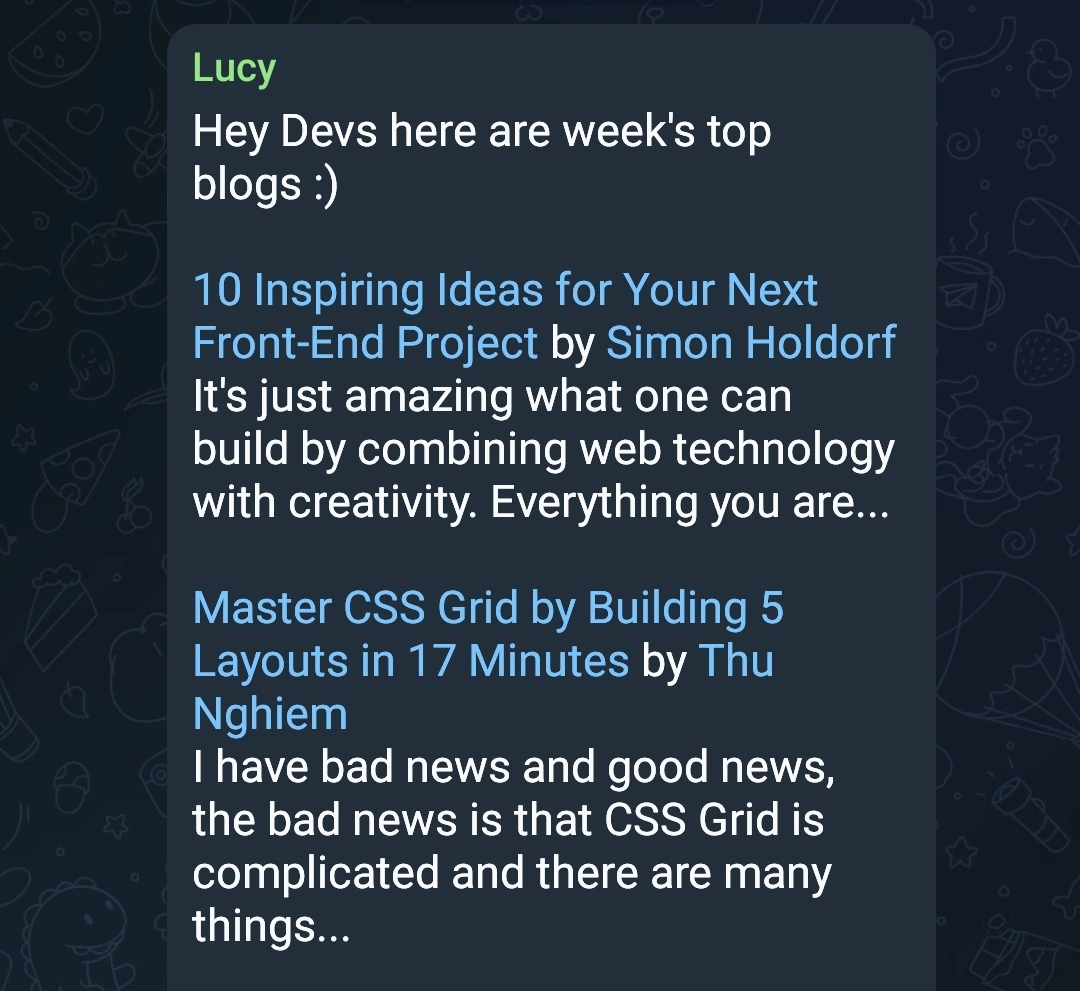 Lucy
Hey Devs here are week's top
blogs :)
10 Inspiring Ideas for Your Next
Front-End Project by Simon Holdorf
It's just amazing what one can
build by combining web technology
with creativity. Everything you are...
Master CSS Grid by Building 5
Layouts in 17 Minutes by Thu
Nghiem
I have bad news and good news,
the bad news is that CSS Grid is
complicated and there are many
things...